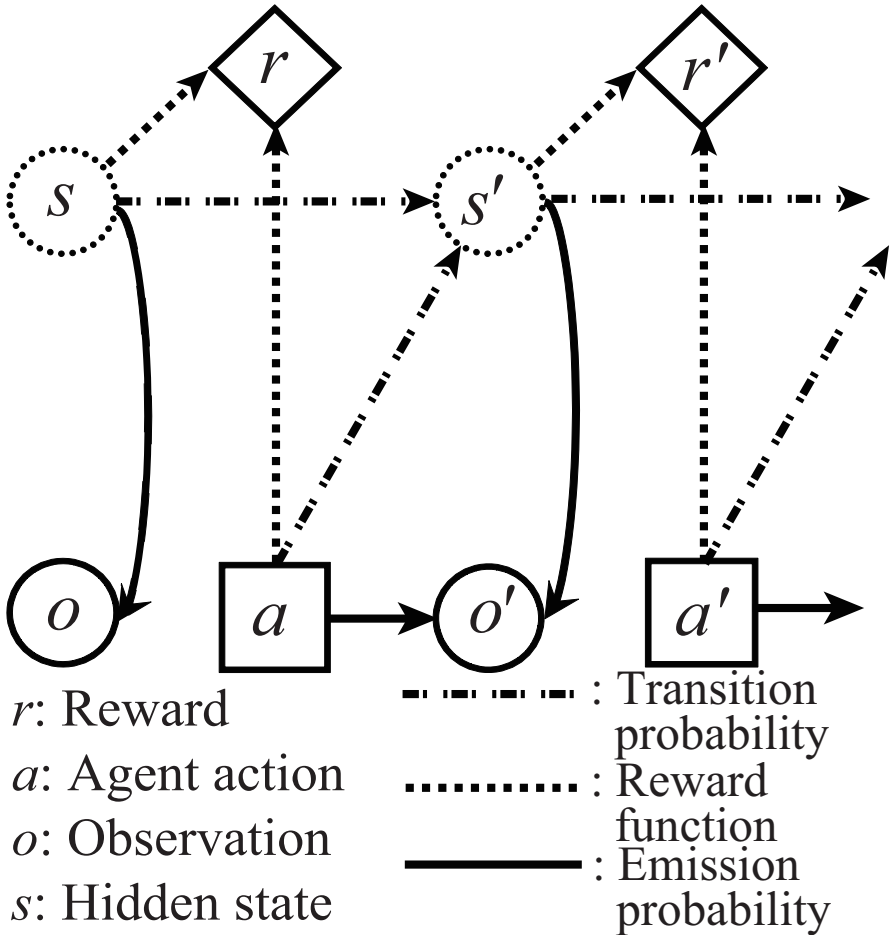 r
r′
s
s′
o
a
o′
a′
r: Reward
a: Agent action
o: Observation
s: Hidden state
: Transition
probability
: Reward
function
: Emission
probability